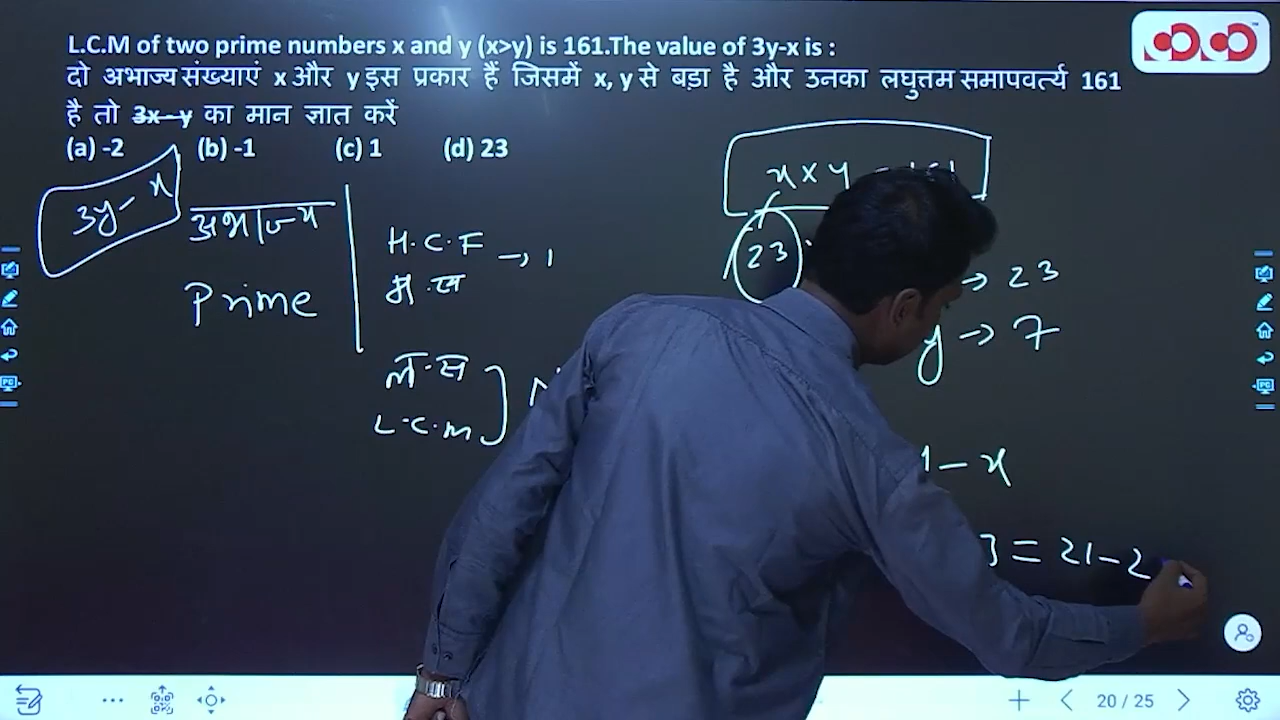 L.C.M of two prime numbers x and y (x>y) is 161.The value of 3y-x is :
दो अभाज्य संख्याएं x और y इस प्रकार हैं जिसमें x, y से बड़ा है और उनका लघुत्तम समापवर्त्य 161
है तो 3x-y का मान ज्ञात करें
(a) -2 (b) -1 (c) 1 (d) 23
3y-x
अभाज्य
Prime
H.C.F → 1
म.स
ल.स
L.C.M
x × y
23
→ 23
y → 7
- x
3 = 21-2
20 / 25